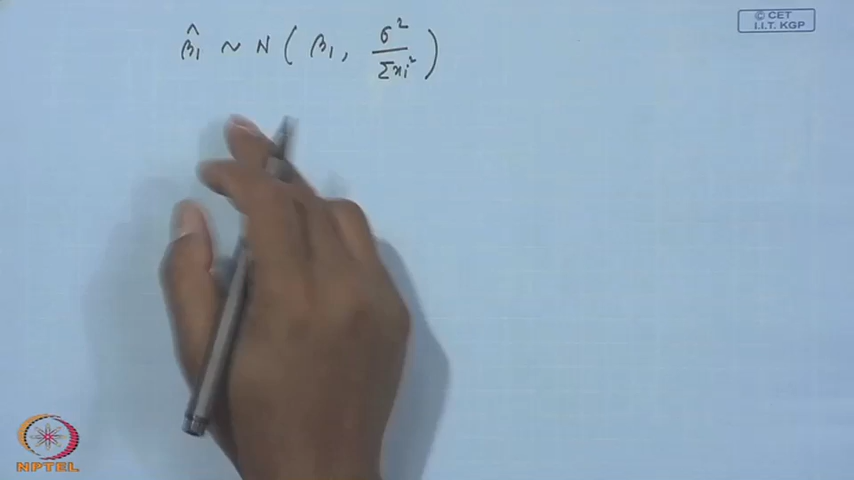 β̂₁ ~ N ( β₁, σ² / Σxᵢ² )
© CET
I.I.T. KGP
NPTEL